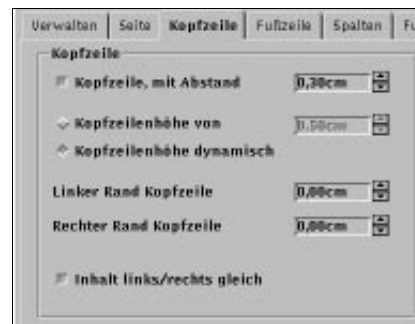 Verwalten Seite Kopfzeile Fußzeile Spalten Fu
Kopfzeile
Kopfzeile, mit Abstand 0,30cm
Kopfzeilenhöhe von 0.50cm
Kopfzeilenhöhe dynamisch
Linker Rand Kopfzeile 0,00cm
Rechter Rand Kopfzeile 0,00cm
Inhalt links/rechts gleich